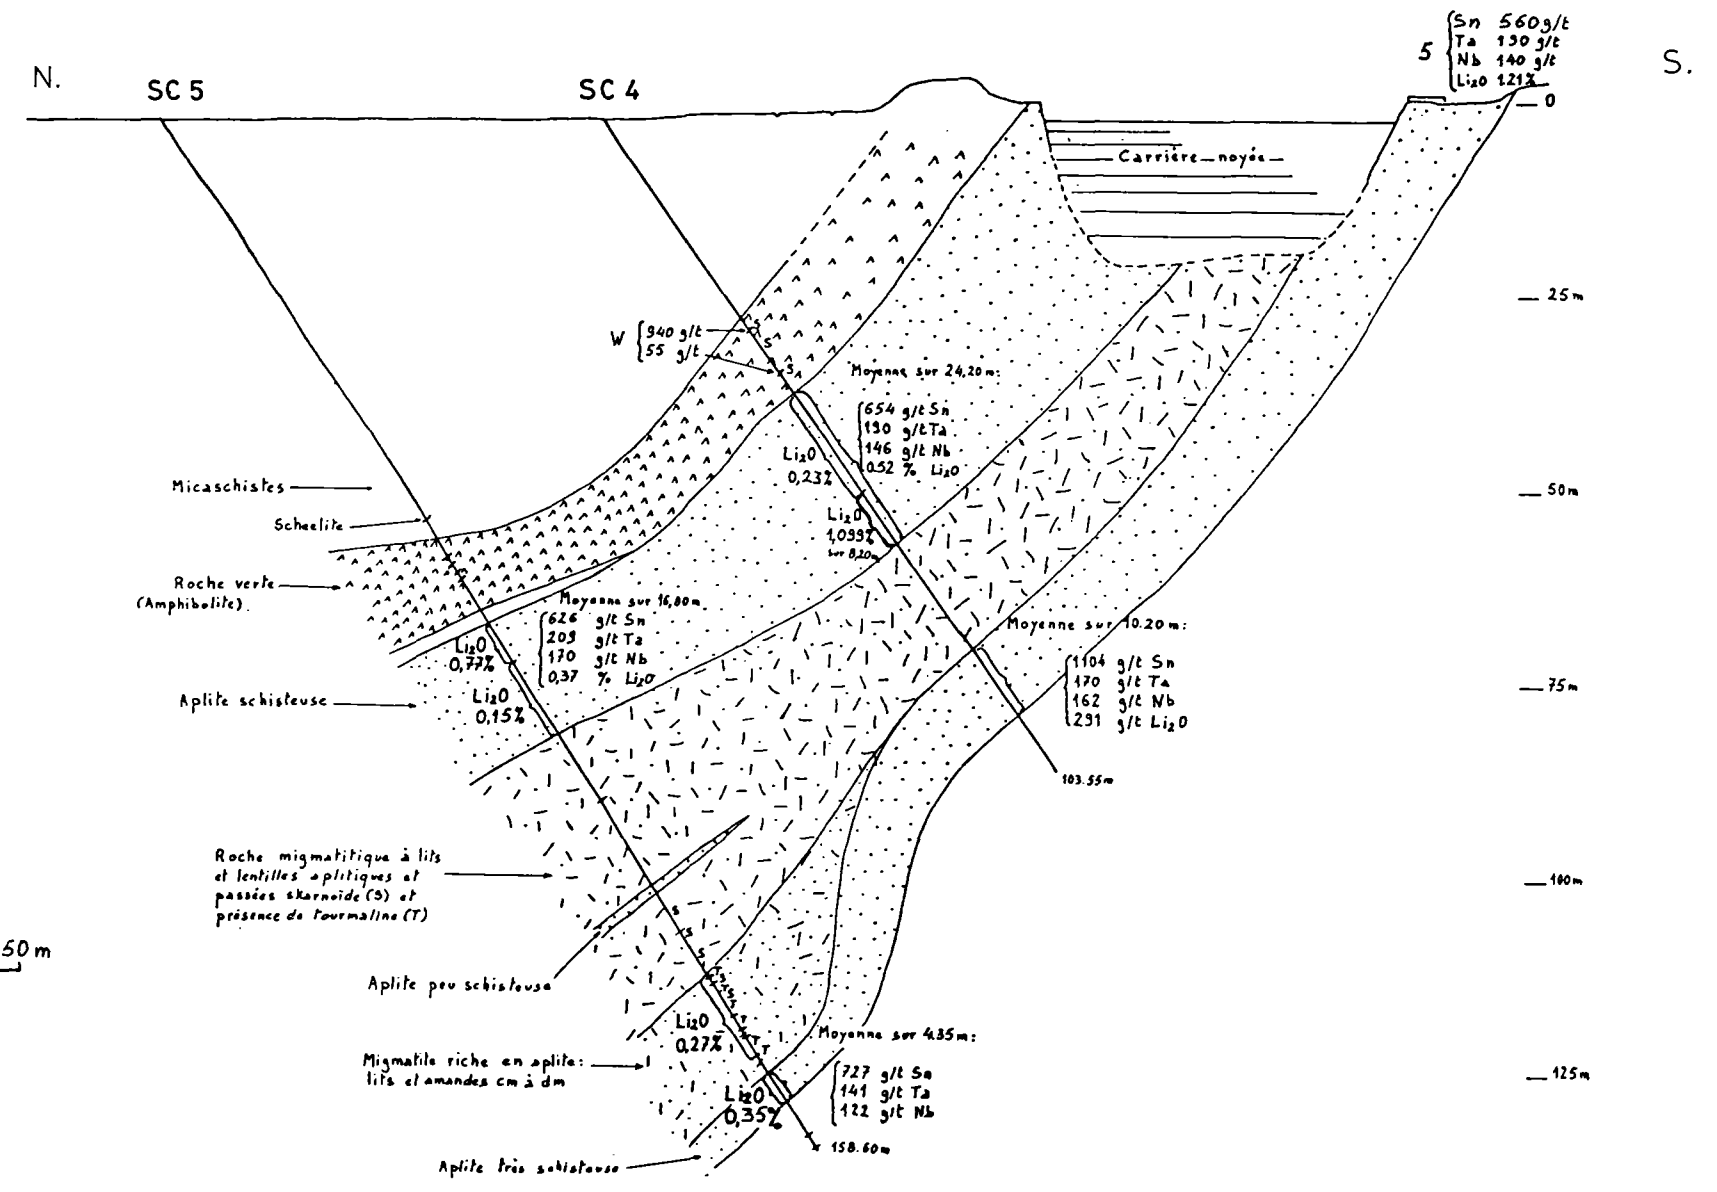 N.
SC 5
SC 4
S.
5
Sn 560 g/t
Ta 190 g/t
Nb 140 g/t
Li2O 1.21%
0
Carrière noyée
25m
W
940 g/t
55 g/t
S
S
S
Moyenne sur 24,20m:
654 g/t Sn
190 g/t Ta
146 g/t Nb
0.52 % Li2O
Li2O
0,23%
50m
Li2O
1,099%
sur 8,20m
Micaschistes
Scheelite
Roche verte
(Amphibolite).
Moyenne sur 16,80m.
626 g/t Sn
209 g/t Ta
170 g/t Nb
0,37 % Li2O
Li2O
0,77%
Li2O
0,15%
Aplite schisteuse
Moyenne sur 10.20m:
1104 g/t Sn
170 g/t Ta
162 g/t Nb
291 g/t Li2O
75m
103.55m
Roche migmatitique à lits
et lentilles aplitiques et
passées skarnoïde (S) et
présence de tourmaline (T)
100m
50 m
S
S
S
Aplite peu schisteuse
Li2O
0,27%
T
T
T
Moyenne sur 4.35m:
727 g/t Sn
141 g/t Ta
122 g/t Nb
Migmatite riche en aplite:
lits et amandes cm à dm
Li2O
0,35%
125m
158.60m
Aplite très schisteuse